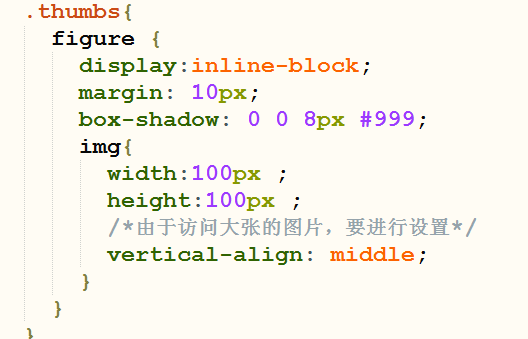 .thumbs{
figure {
display:inline-block;
margin: 10px;
box-shadow: 0 0 8px #999;
img{
width:100px ;
height:100px ;
/*由于访问大张的图片，要进行设置*/
vertical-align: middle;
}
}
}